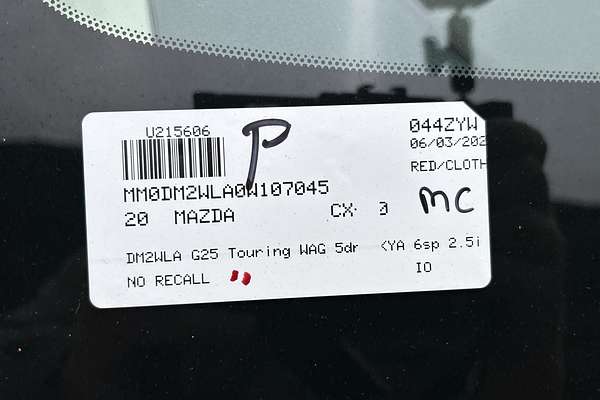 U215606 P 044ZYW
06/03/202
RED/CLOTH
MM0DM2WLA0W107045
20 MAZDA CX- 3 MC
DM2WLA G25 Touring WAG 5dr 6sp 2.5i
NO RECALL " IO